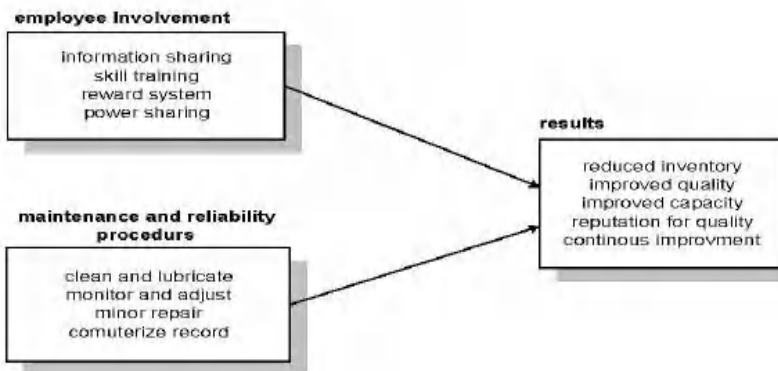 employee Involvement
information sharing
skill training
reward system
power sharing
results
reduced inventory
improved quality
improved capacity
reputation for quality
continous improvment
maintenance and reliability
procedurs
clean and lubricate
monitor and adjust
minor repair
comuterize record